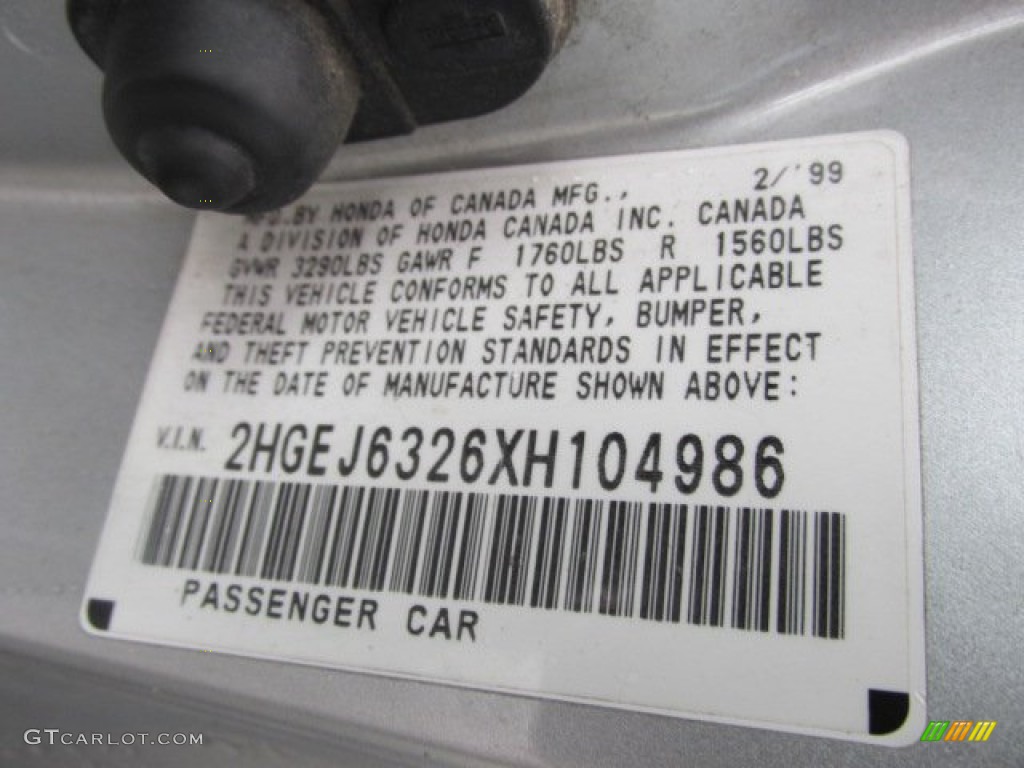 2/'99
MFG.BY HONDA OF CANADA MFG.,
A DIVISION OF HONDA CANADA INC. CANADA
GVWR 3290LBS GAWR F 1760LBS R 1560LBS
THIS VEHICLE CONFORMS TO ALL APPLICABLE
FEDERAL MOTOR VEHICLE SAFETY, BUMPER,
AND THEFT PREVENTION STANDARDS IN EFFECT
ON THE DATE OF MANUFACTURE SHOWN ABOVE:
V.I.N. 2HGEJ6326XH104986
PASSENGER CAR
GTCARLOT.COM